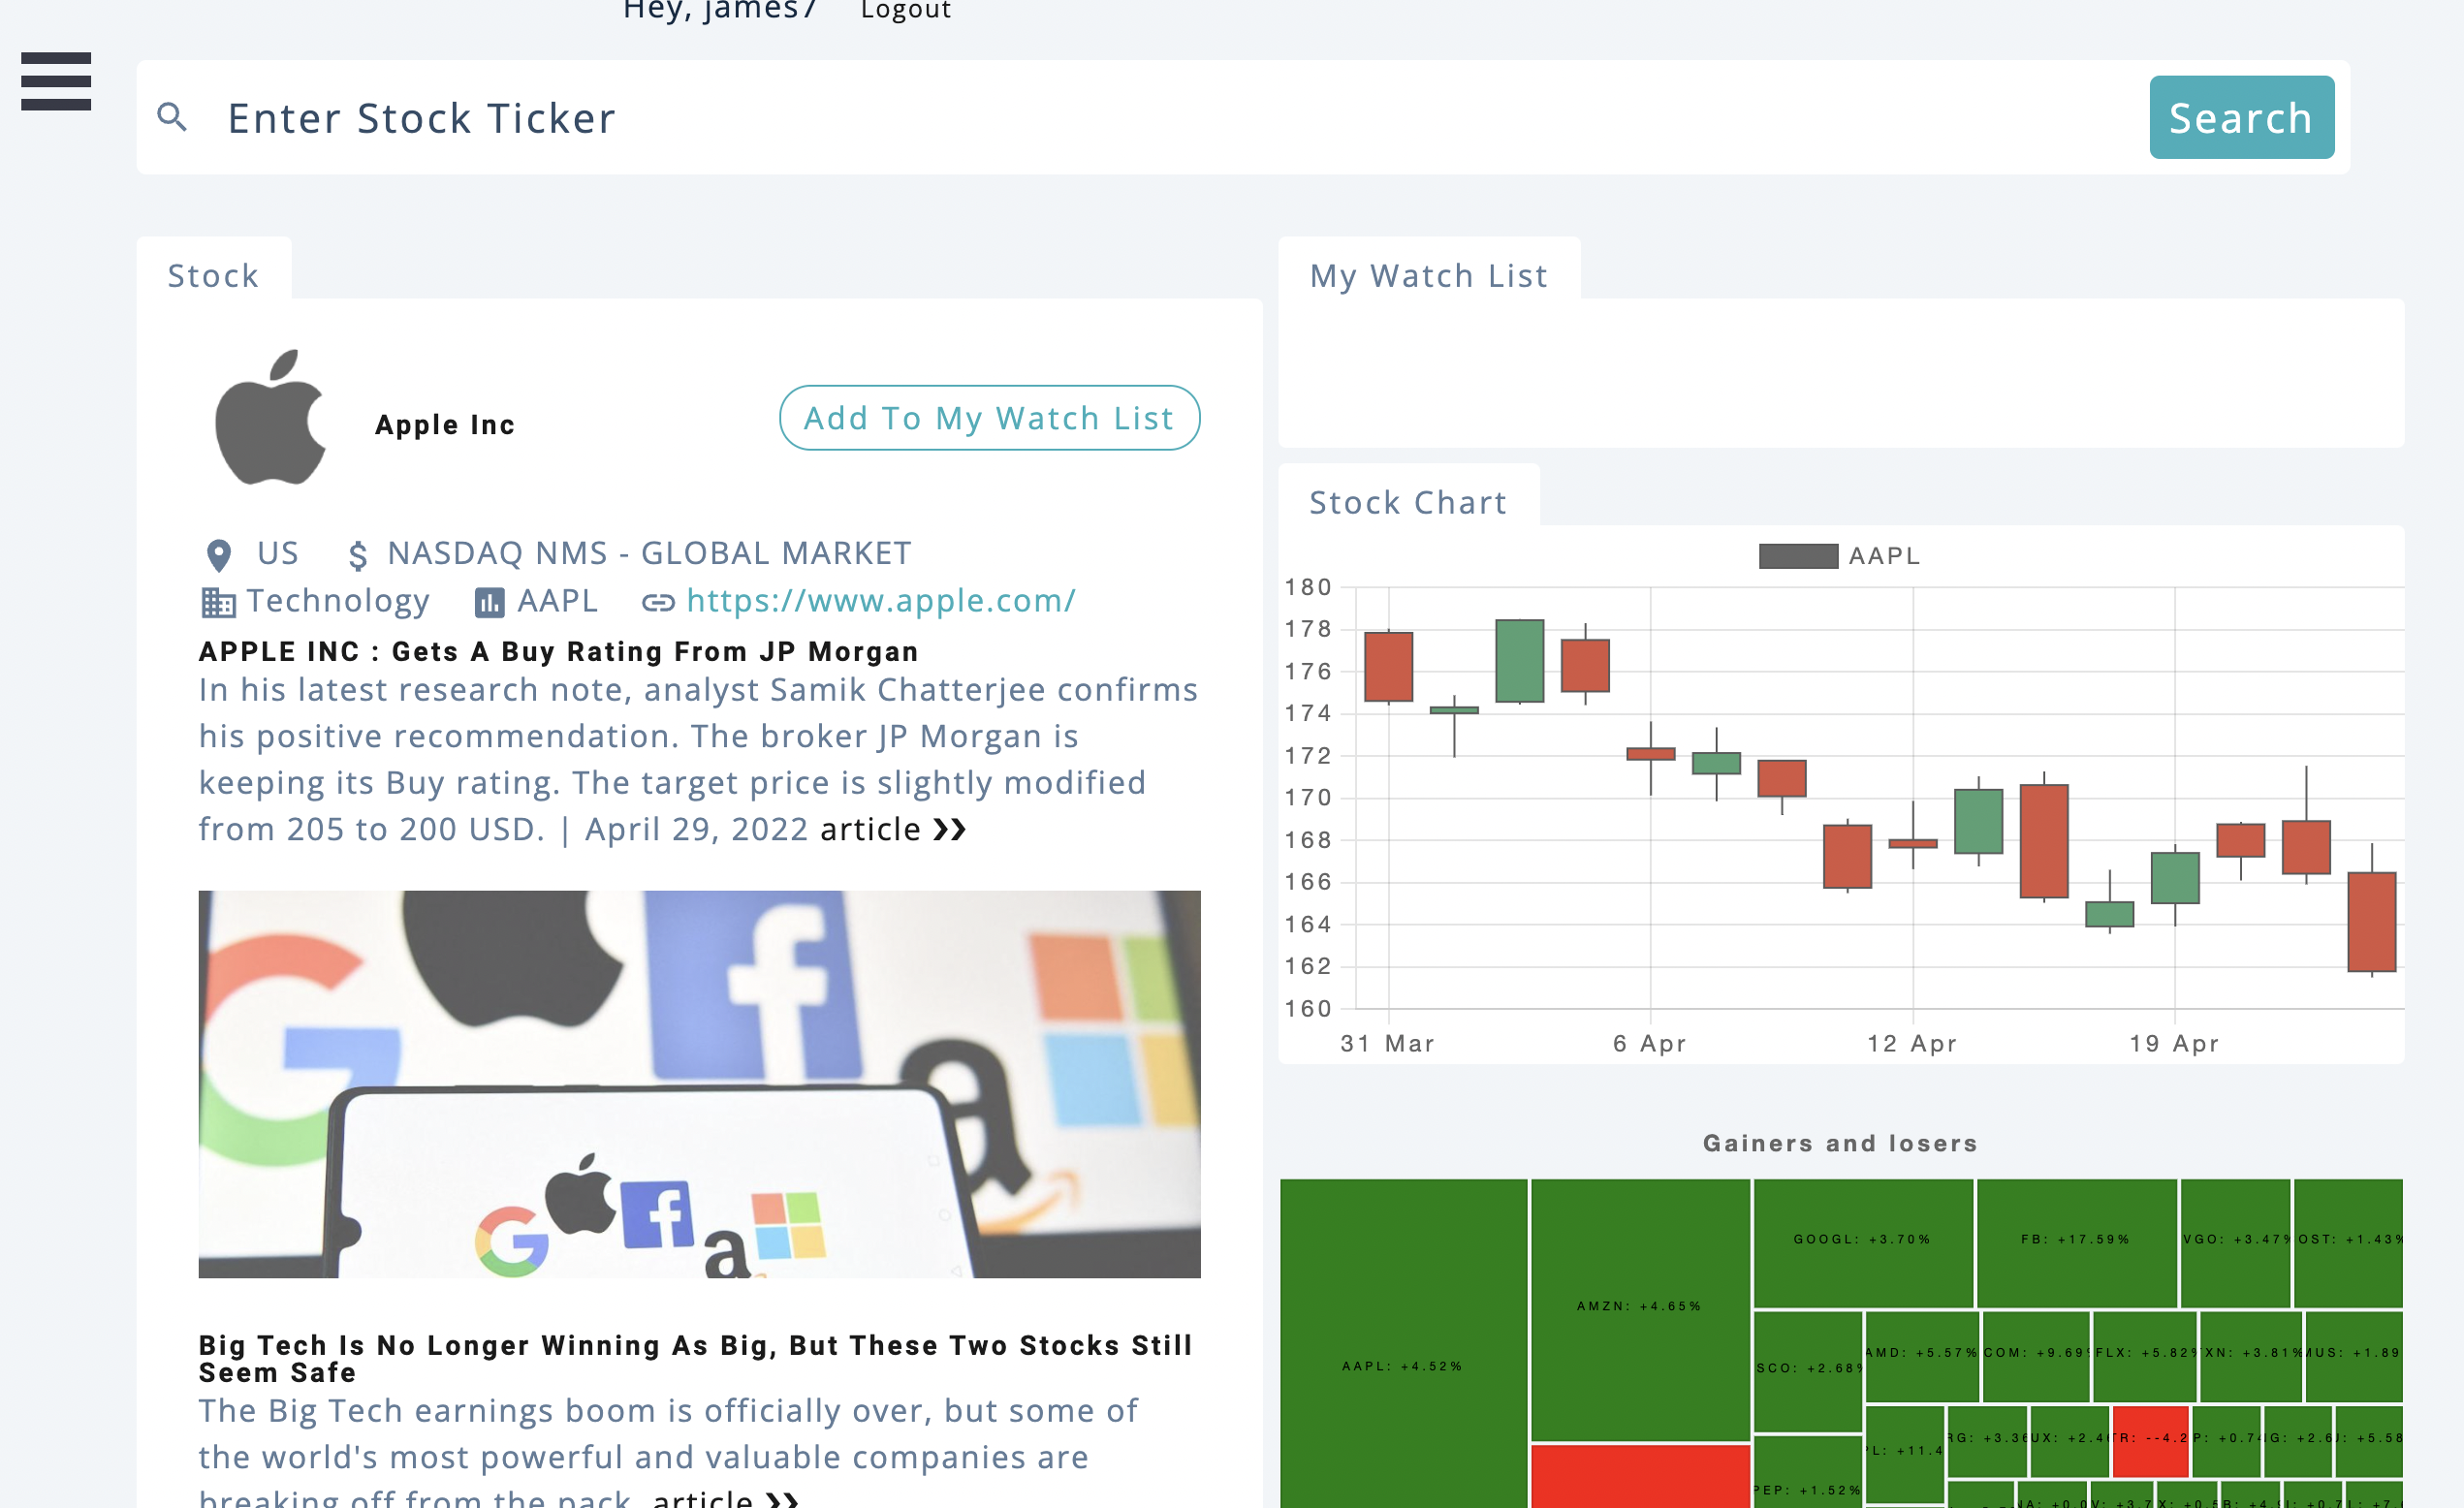 Hey, james7 Logout
Enter Stock Ticker
Search
Stock
Apple Inc
Add To My Watch List
US NASDAQ NMS - GLOBAL MARKET
Technology AAPL https://www.apple.com/
APPLE INC : Gets A Buy Rating From JP Morgan
In his latest research note, analyst Samik Chatterjee confirms
his positive recommendation. The broker JP Morgan is
keeping its Buy rating. The target price is slightly modified
from 205 to 200 USD. | April 29, 2022 article ❯❯
Big Tech Is No Longer Winning As Big, But These Two Stocks Still
Seem Safe
The Big Tech earnings boom is officially over, but some of
the world's most powerful and valuable companies are
breaking off from the pack. article ❯❯
My Watch List
Stock Chart
AAPL
180
178
176
174
172
170
168
166
164
162
160
31 Mar 6 Apr 12 Apr 19 Apr
Gainers and losers
GOOGL: +3.70%
FB: +17.59%
VGO: +3.47%
OST: +1.43%
AMZN: +4.65%
AAPL: +4.52%
SCO: +2.68%
AMD: +5.57%
COM: +9.69
FLX: +5.82
XN: +3.81%
MUS: +1.89
PL: +11.4
RG: +3.36
UX: +2.4
TR: --4.2
P: +0.74
IG: +2.6
+5.58
PEP: +1.52%